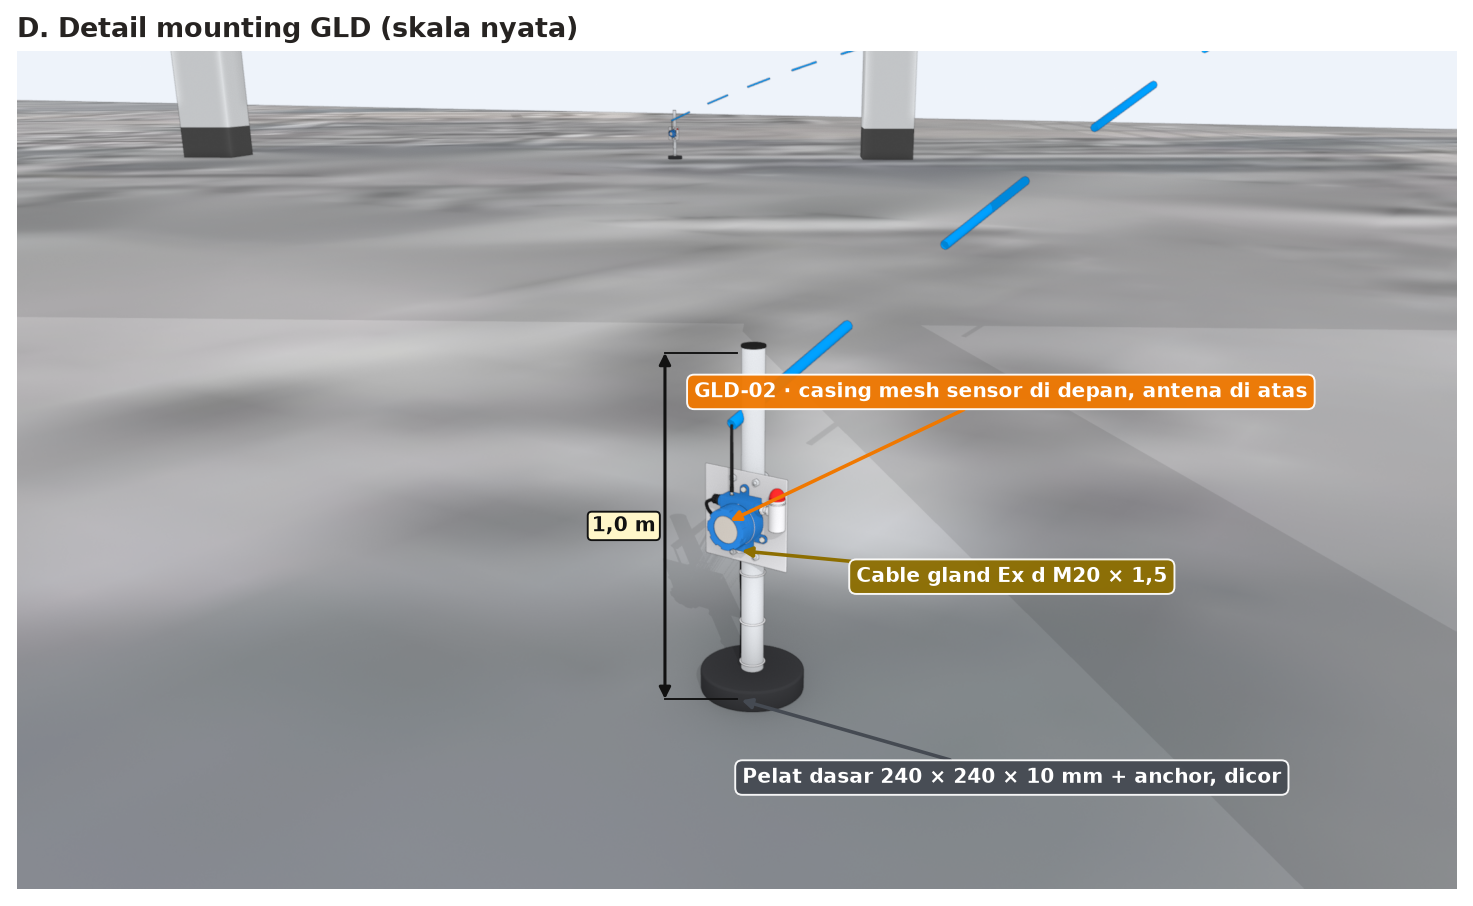 D. Detail mounting GLD (skala nyata)
GLD-02 · casing mesh sensor di depan, antena di atas
1,0 m
Cable gland Ex d M20 × 1,5
Pelat dasar 240 × 240 × 10 mm + anchor, dicor